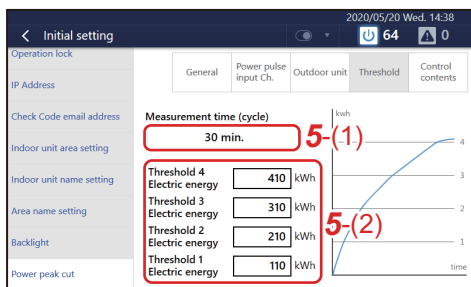 2020/05/20 Wed. 14:38
Initial setting
64
0
Operation lock
IP Address
Check Code email address
Indoor unit area setting
Indoor unit name setting
Area name setting
Backlight
Power peak cut
General
Power pulse
input Ch.
Outdoor unit
Threshold
Control
contents
Measurement time (cycle)
30 min.
5-(1)
Threshold 4
Electric energy
410 kWh
Threshold 3
Electric energy
310 kWh
Threshold 2
Electric energy
210 kWh
Threshold 1
Electric energy
110 kWh
5-(2)
kwh
4
3
2
1
time